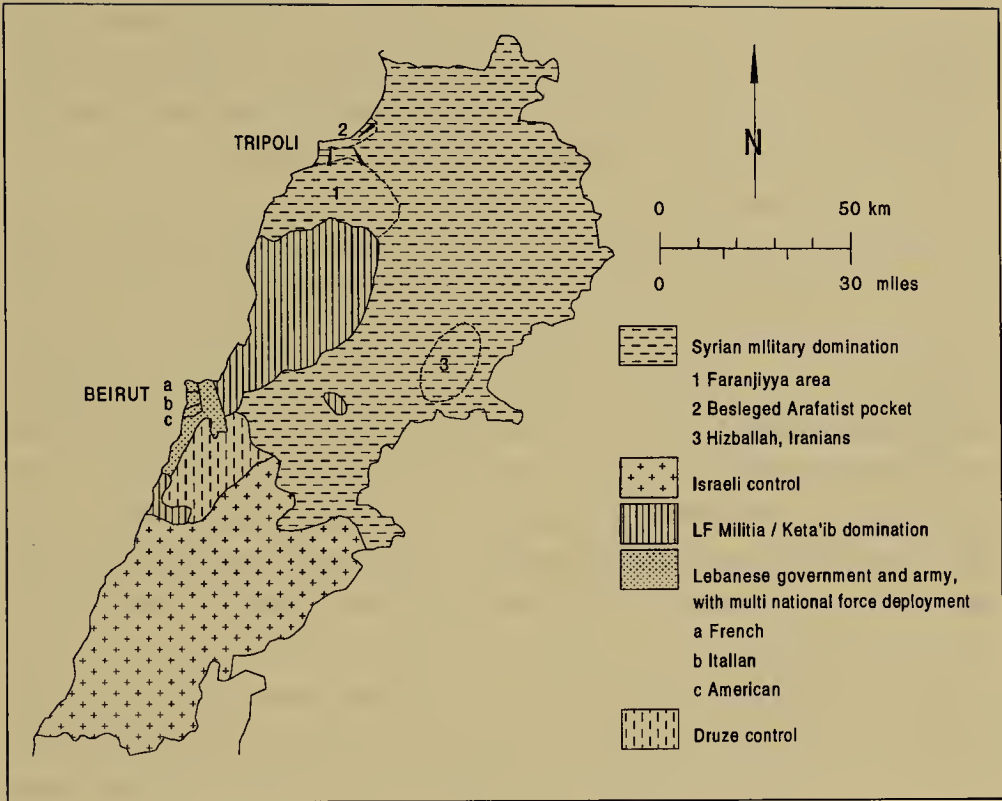 TRIPOLI
2
1
N
0 50 km
0 30 miles
3
BEIRUT
a
b
c
Syrian military domination
1 Faranjiyya area
2 Besieged Arafatist pocket
3 Hizballah, Iranians
Israeli control
LF Militia / Keta'ib domination
Lebanese government and army,
with multi national force deployment
a French
b Italian
c American
Druze control